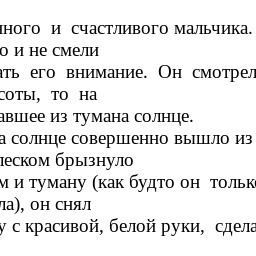 ного и счастливого мальчика.
о и не смели
ать его внимание. Он смотрел
соты, то на
авшее из тумана солнце.
а солнце совершенно вышло из
леском брызнуло
м и туману (как будто он только
ла), он снял
у с красивой, белой руки, сдела